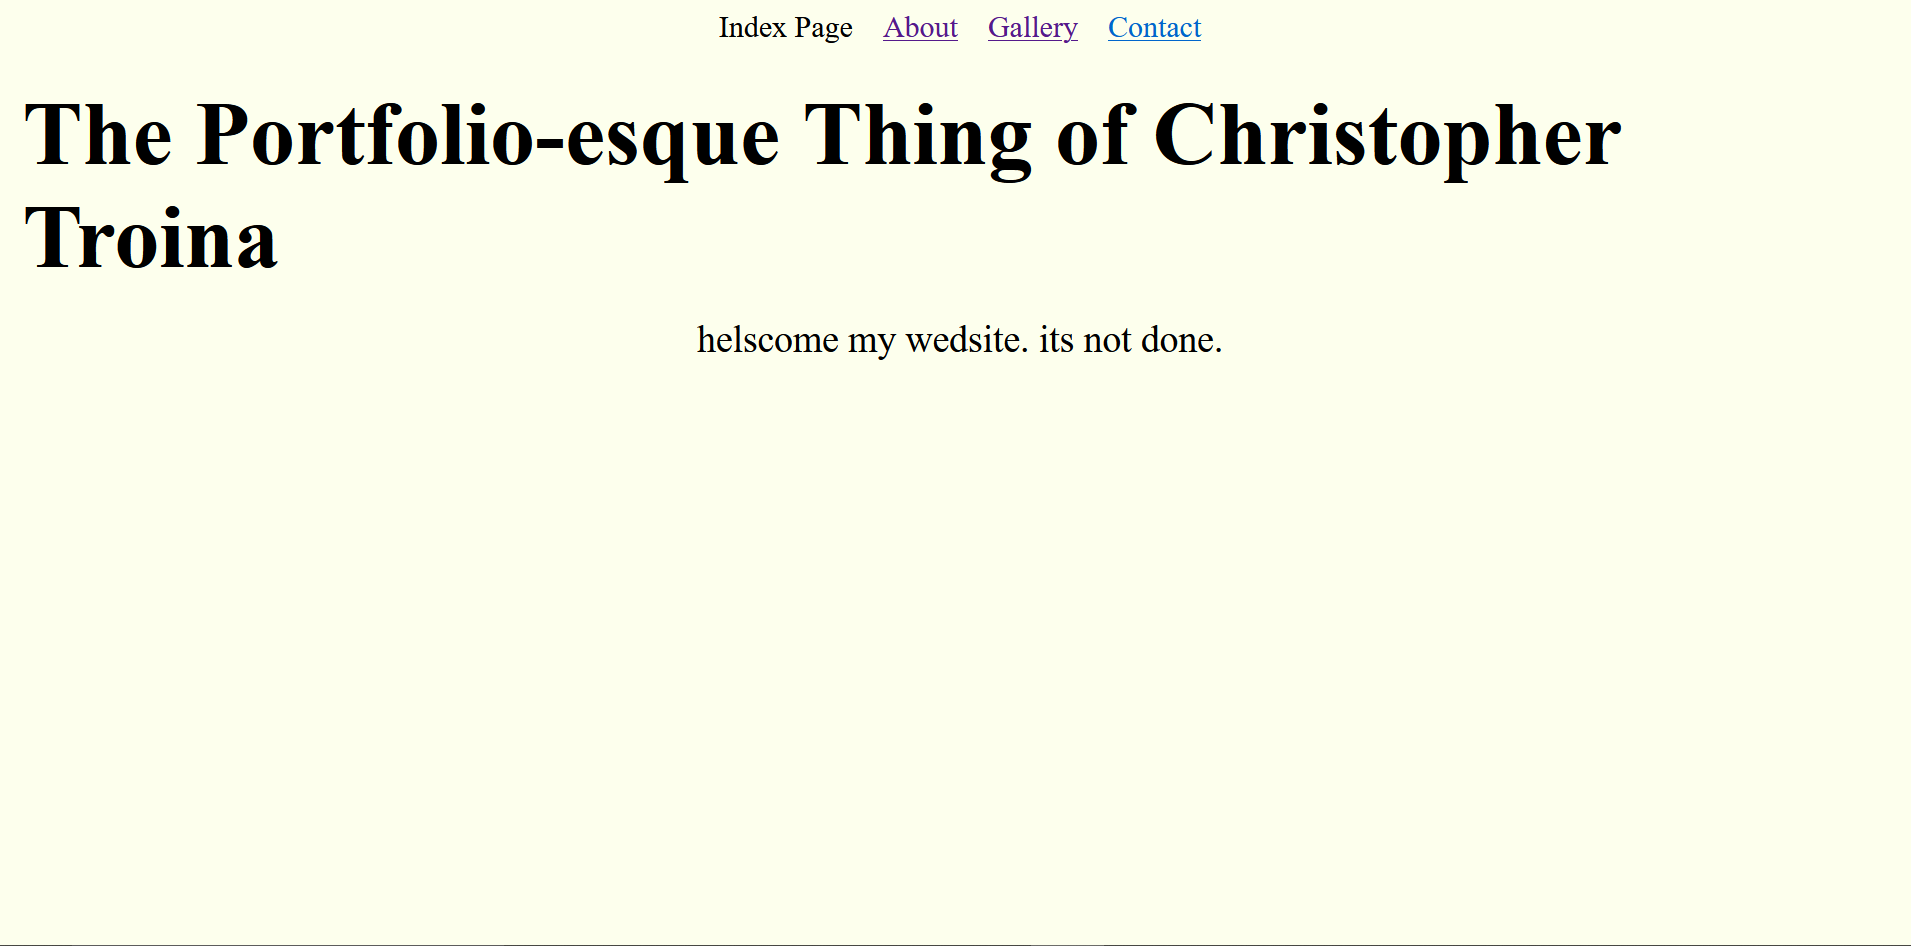 Index Page About Gallery Contact
The Portfolio-esque Thing of Christopher
Troina
helscome my wedsite. its not done.